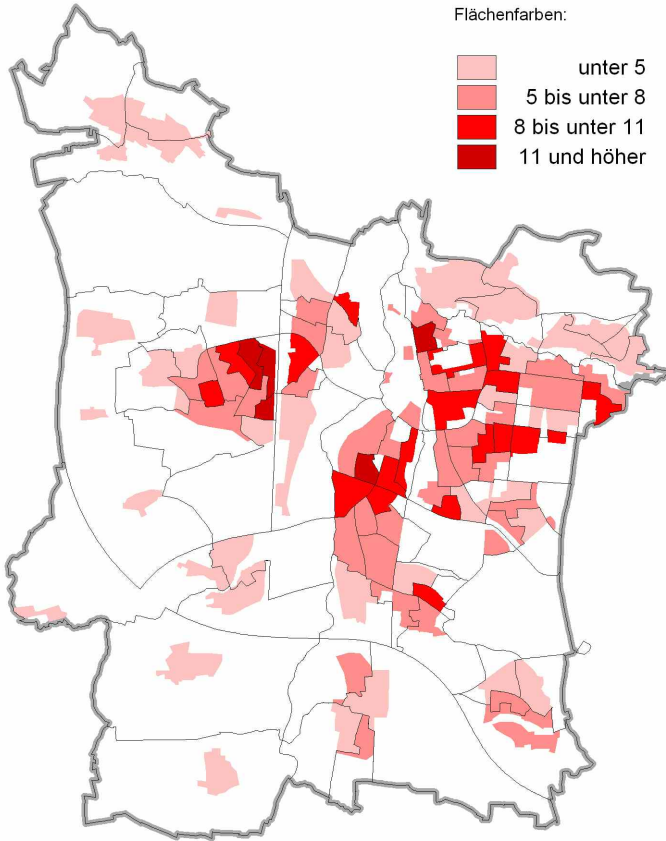 Flächenfarben:
unter 5
5 bis unter 8
8 bis unter 11
11 und höher